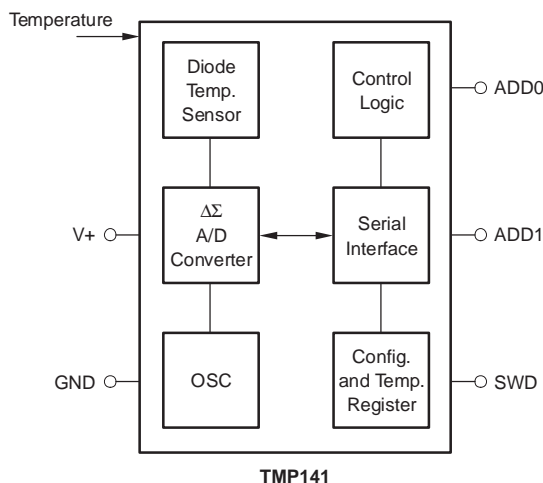 Temperature
Diode
Temp.
Sensor
Control
Logic
ADD0
V+
ΔΣ
A/D
Converter
Serial
Interface
ADD1
GND
OSC
Config.
and Temp.
Register
SWD
TMP141